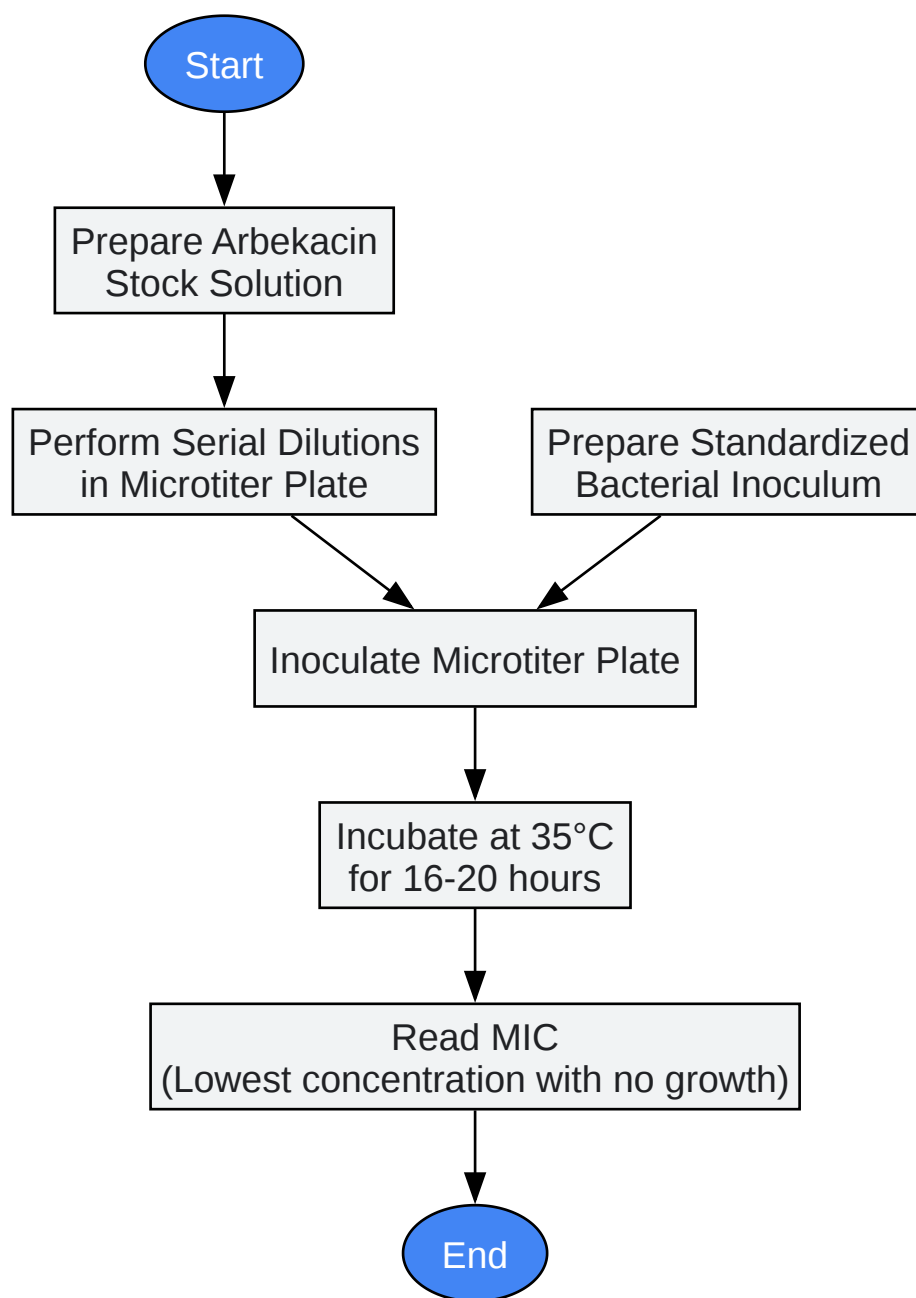 Start
Prepare Arbekacin
Stock Solution
Perform Serial Dilutions
in Microtiter Plate
Prepare Standardized
Bacterial Inoculum
Inoculate Microtiter Plate
Incubate at 35°C
for 16-20 hours
Read MIC
(Lowest concentration with no growth)
End